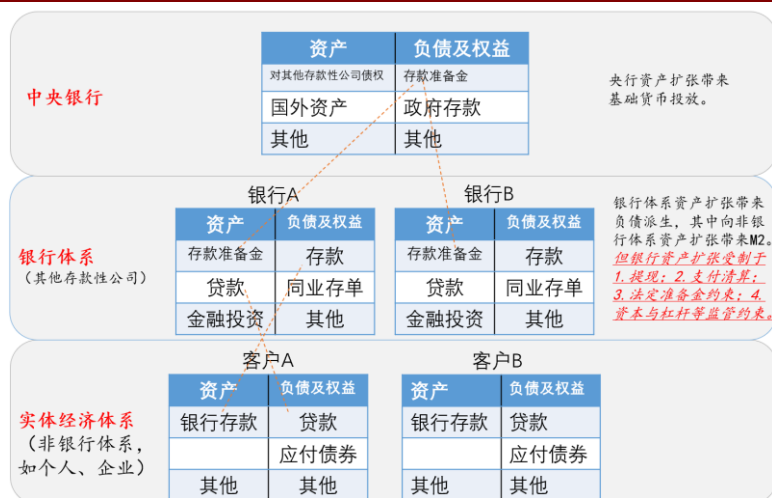 资产 负债及权益
对其他存款性公司债权 存款准备金
国外资产 政府存款
其他 其他
中央银行
央行资产扩张带来
基础货币投放。
银行A 银行B
资产 负债及权益 资产 负债及权益
存款准备金 存款 存款准备金 存款
贷款 同业存单 贷款 同业存单
金融投资 其他 金融投资 其他
银行体系
（其他存款性公司）
银行体系资产扩张带来
负债派生，其中向非银
行体系资产扩张带来M2。
但银行资产扩张受制于
1.提现；2.支付清算；
3.法定准备金约束；4.
资本与杠杆等监管约束。
客户A 客户B
资产 负债及权益 资产 负债及权益
银行存款 贷款 银行存款 贷款
应付债券 应付债券
其他 其他 其他 其他
实体经济体系
（非银行体系，
如个人、企业）